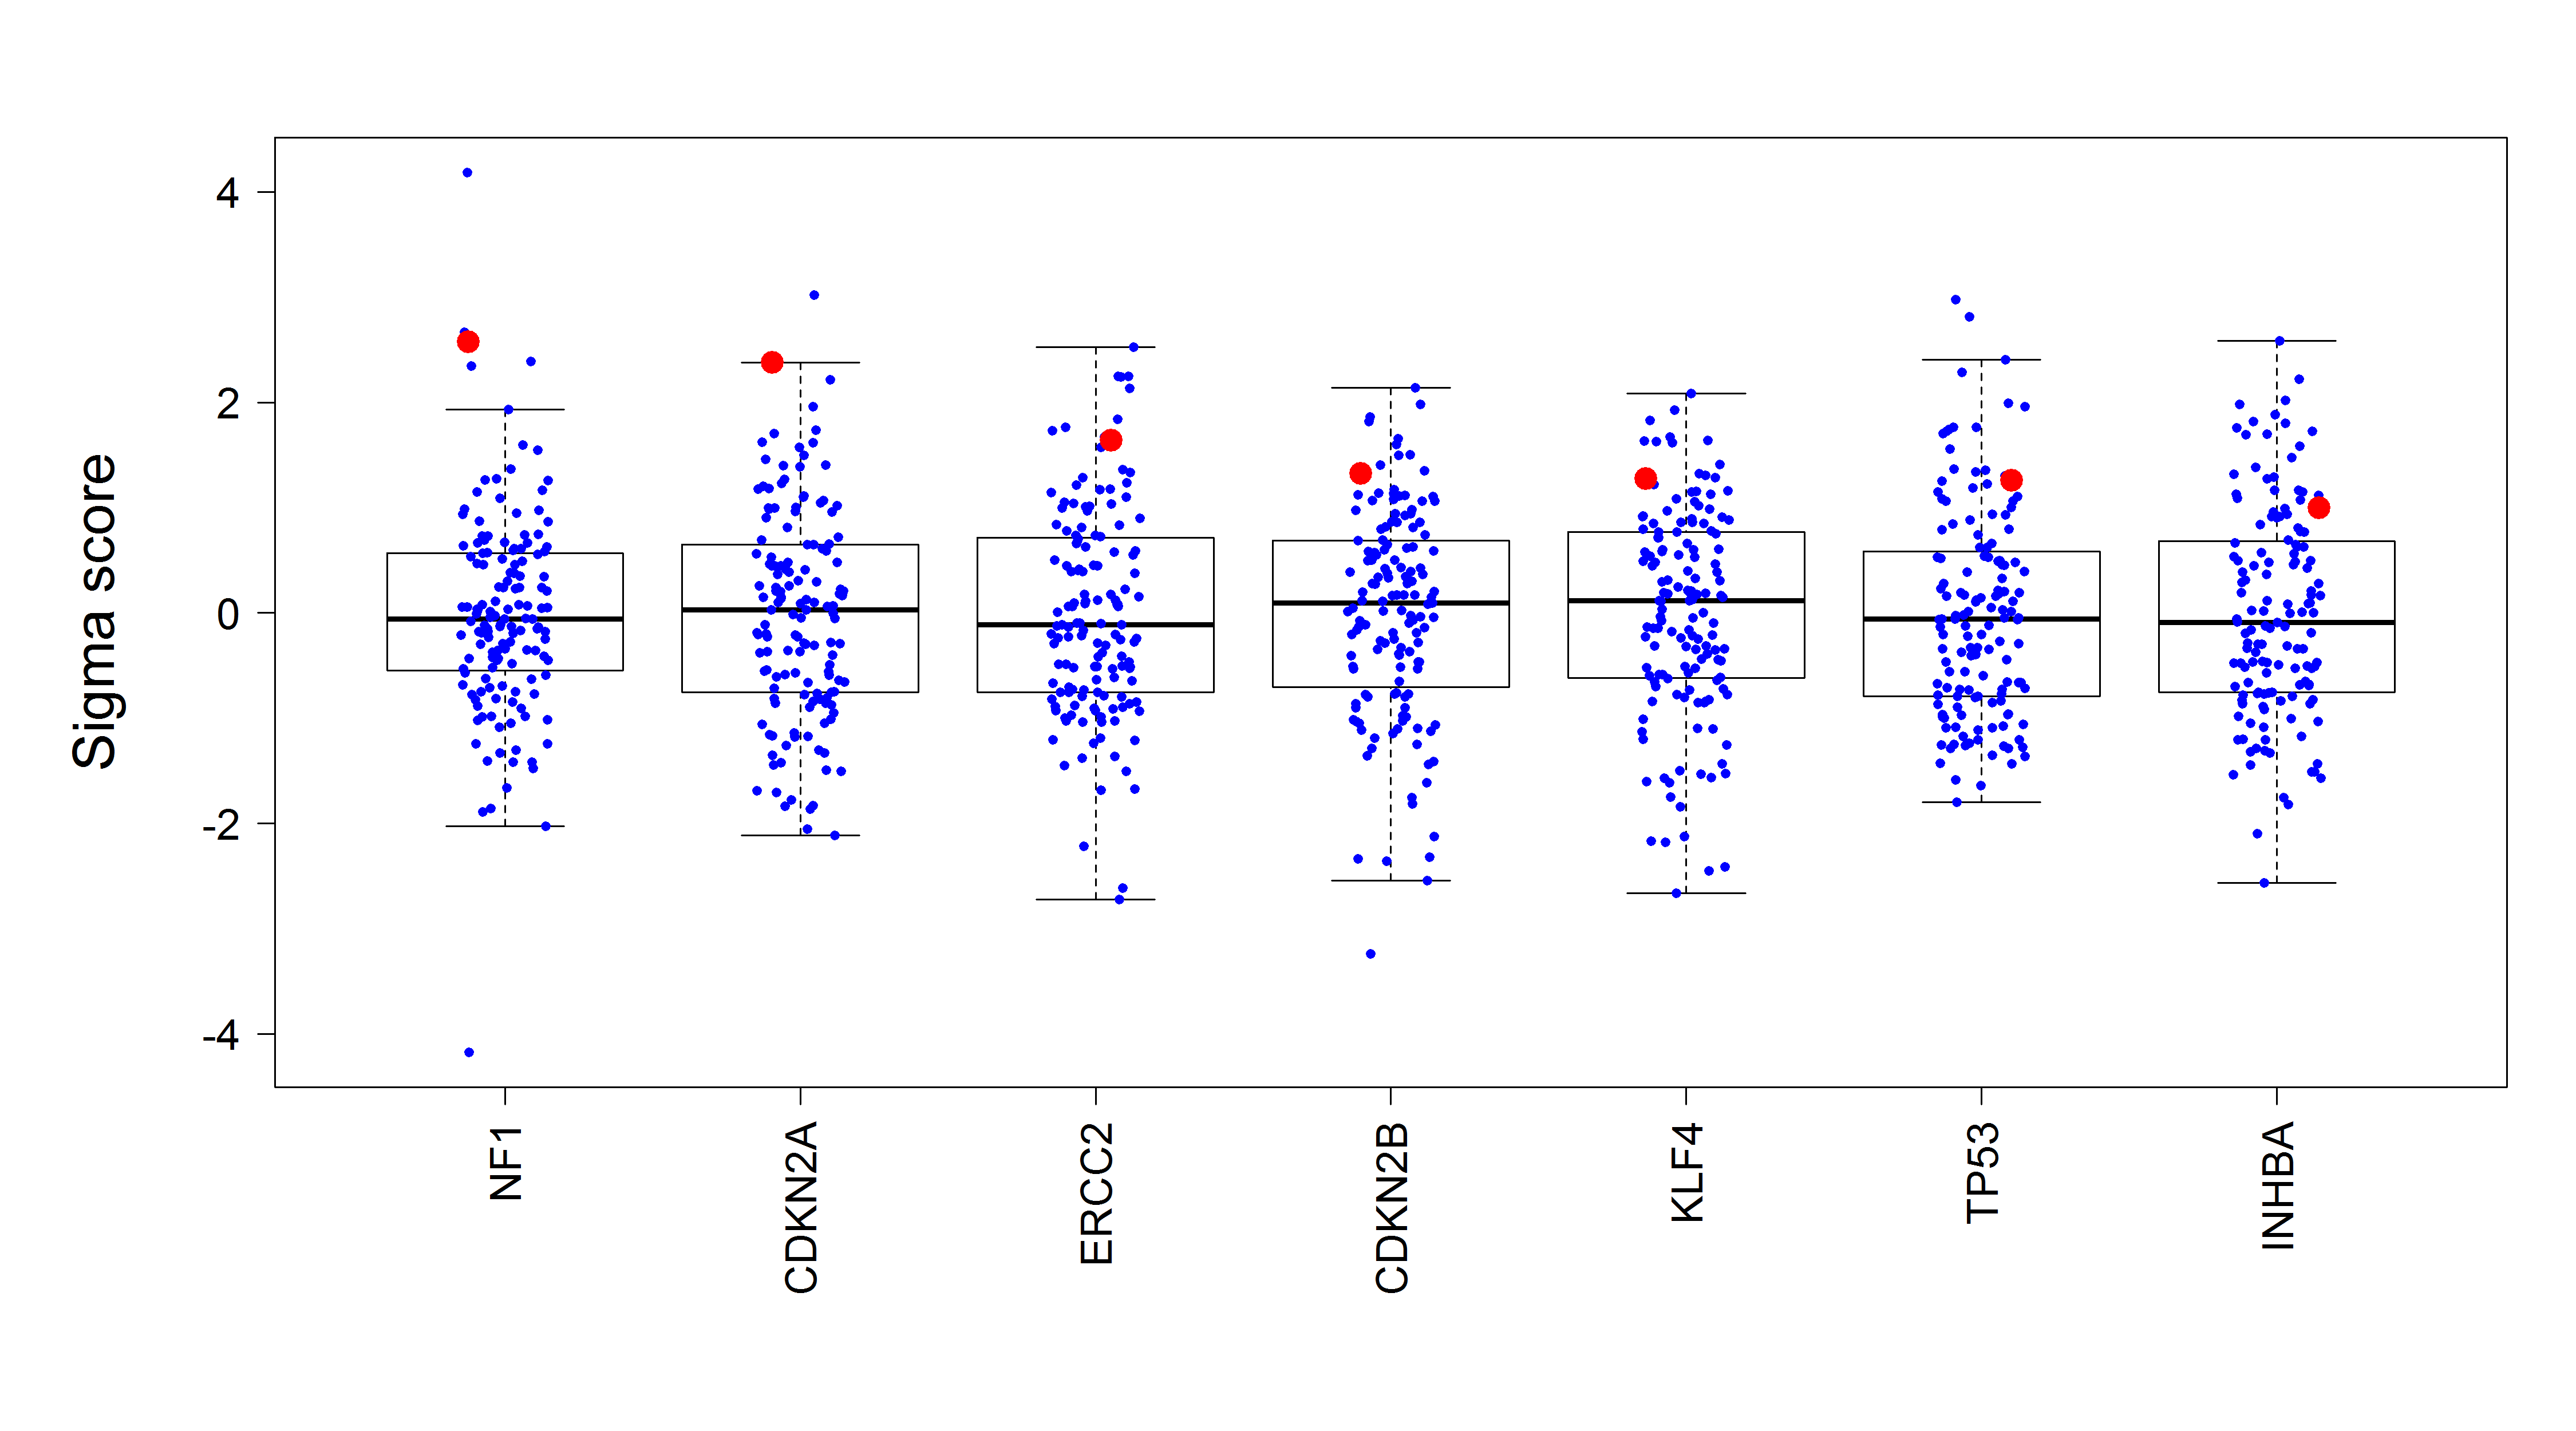 Sigma score
4
2
0
-2
-4
NF1
CDKN2A
ERCC2
CDKN2B
KLF4
TP53
INHBA